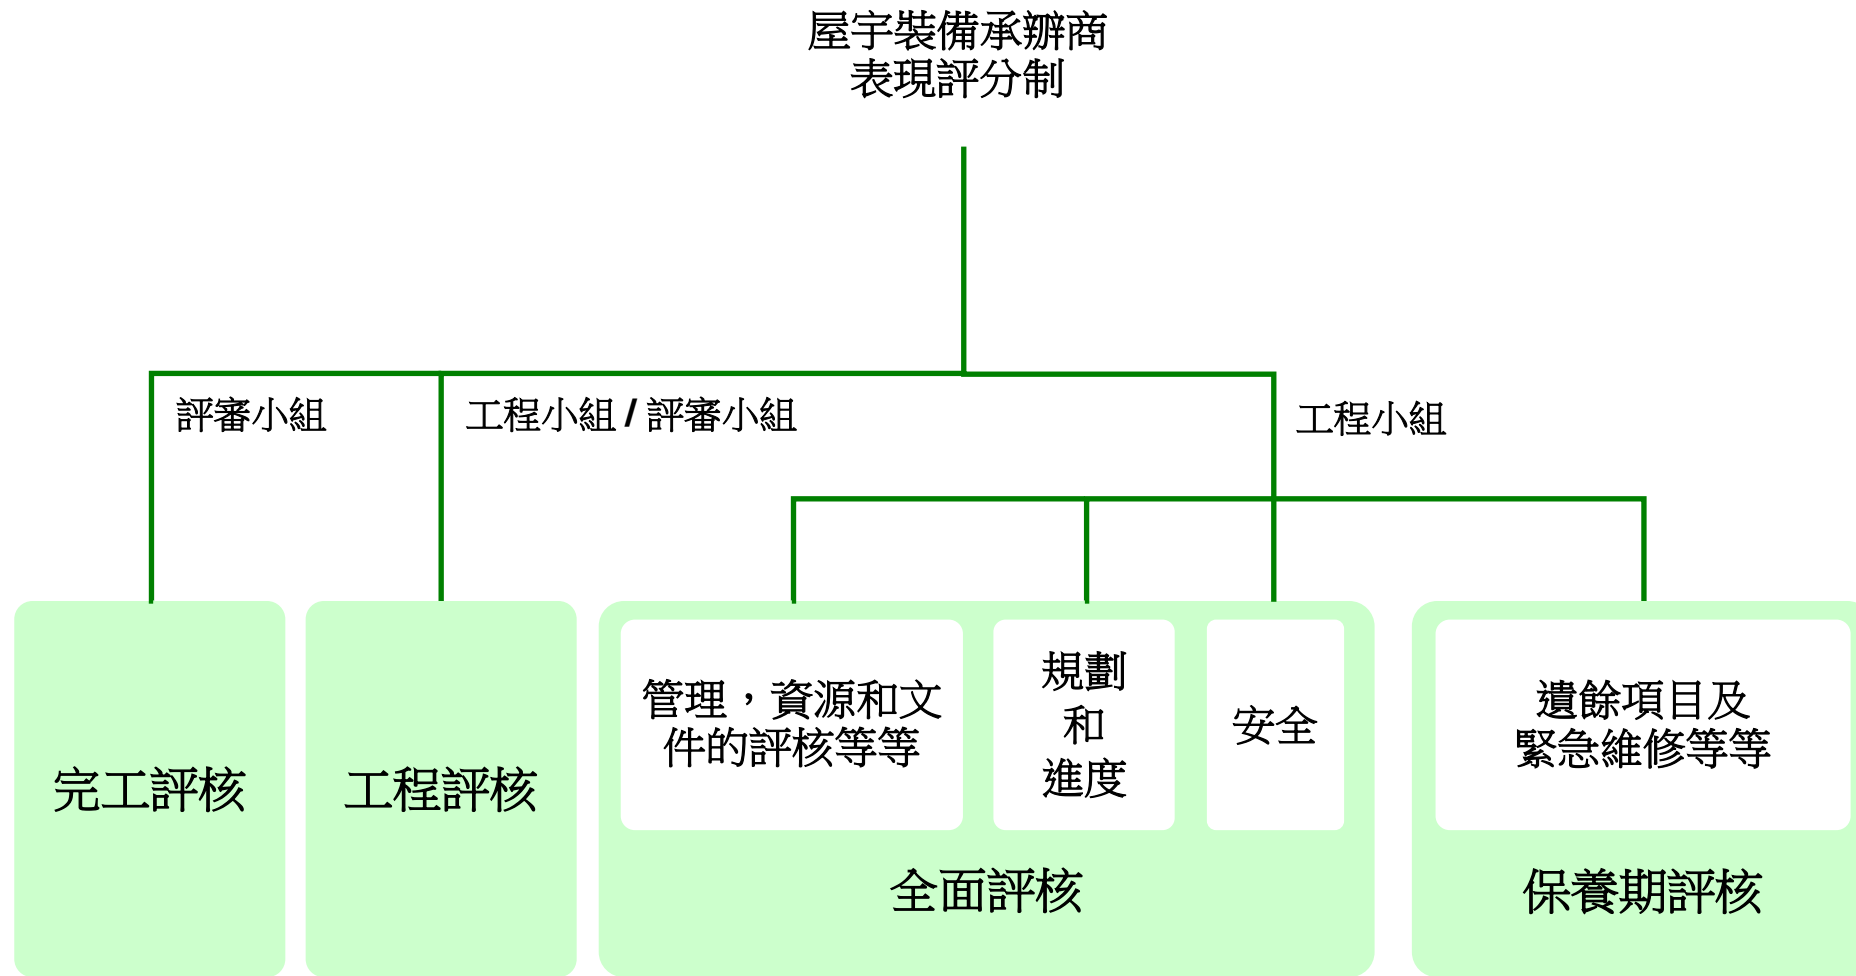 屋宇裝備承辦商
表現評分制
評審小組
工程小組 / 評審小組
工程小組
完工評核
工程評核
管理，資源和文
件的評核等等
規劃
和
進度
安全
全面評核
遺餘項目及
緊急維修等等
保養期評核